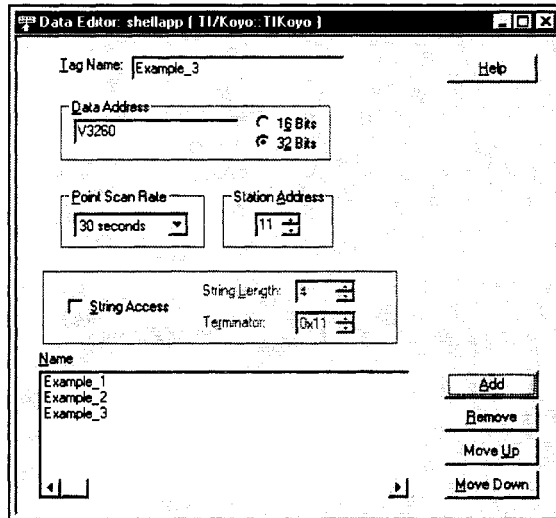 Data Editor: shellapp ( TI/Koyo::TIKoyo )
Tag Name: Example_3
Help
Data Address
V3260
16 Bits
32 Bits
Point Scan Rate
Station Address
30 seconds
11
String Access
String Length: 4
Terminator: 0x11
Name
Example_1
Example_2
Example_3
Add
Remove
Move Up
Move Down